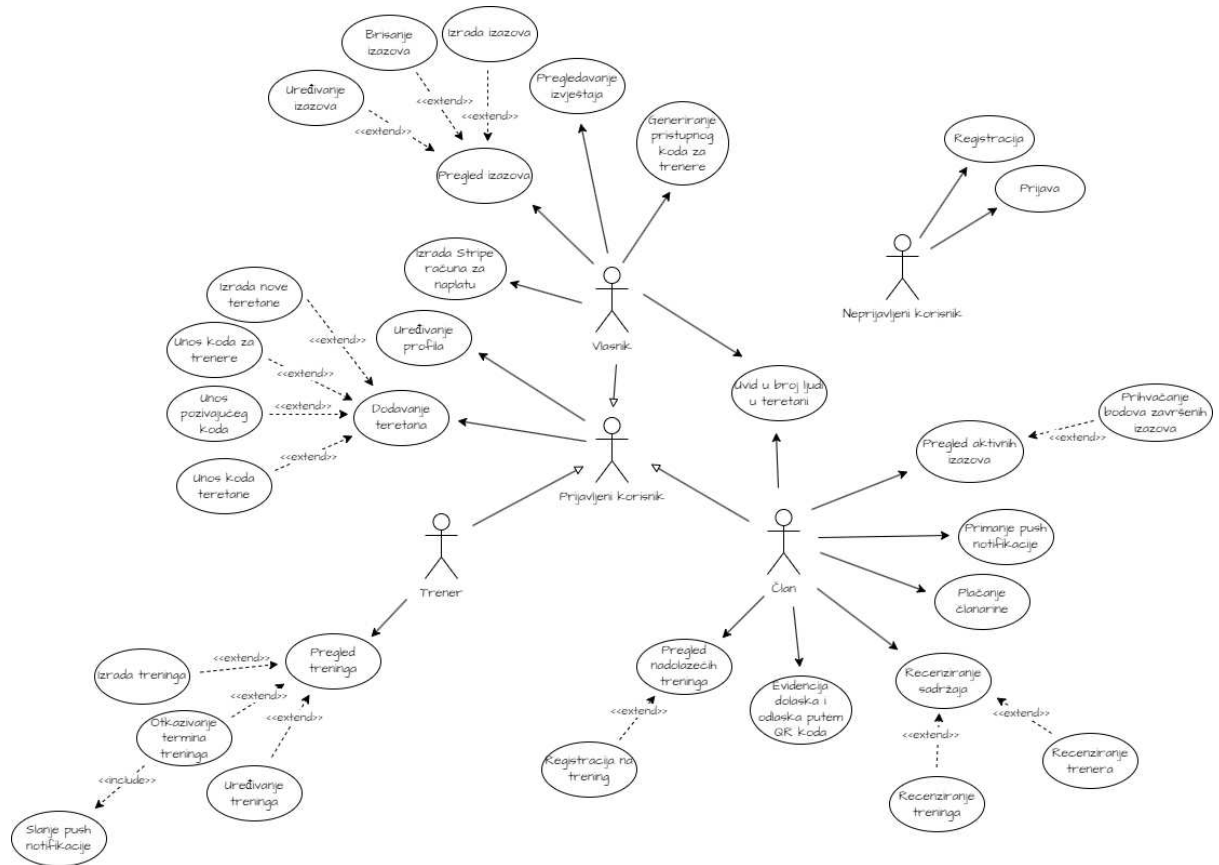 Brisanje
izazova
Izrada izazova
Uređivanje
izazova
<<extend>>
<<extend>>
<<extend>>
Pregled izazova
Pregledavanje
izvještaja
Generiranje
pristupnog
koda za
trenere
Registracija
Prijava
Neprijavljeni korisnik
Izrada Stripe
računa za
naplatu
Vlasnik
Izrada nove
teretane
<<extend>>
Uređivanje
profila
Unos koda za
trenere
<<extend>>
Unos
pozivajućeg
koda
<<extend>>
Dodavanje
teretana
Unos koda
teretane
<<extend>>
Prijavljeni korisnik
Uvid u broj ljudi
u teretani
Prihvaćanje
bodova završenih
izazova
<<extend>>
Pregled aktivnih
izazova
Primanje push
notifikacije
Plaćanje
članarine
Trener
Član
Pregled
treninga
<<extend>>
Izrada treninga
<<extend>>
Otkazivanje
termina
treninga
<<extend>>
Uređivanje
treninga
<<include>>
Slanje push
notifikacije
Pregled
nadolazećih
treninga
<<extend>>
Registracija na
trening
Evidencija
dolaska i
odlaska putem
QR koda
Recenziranje
sadržaja
<<extend>>
<<extend>>
Recenziranje
trenera
Recenziranje
treninga